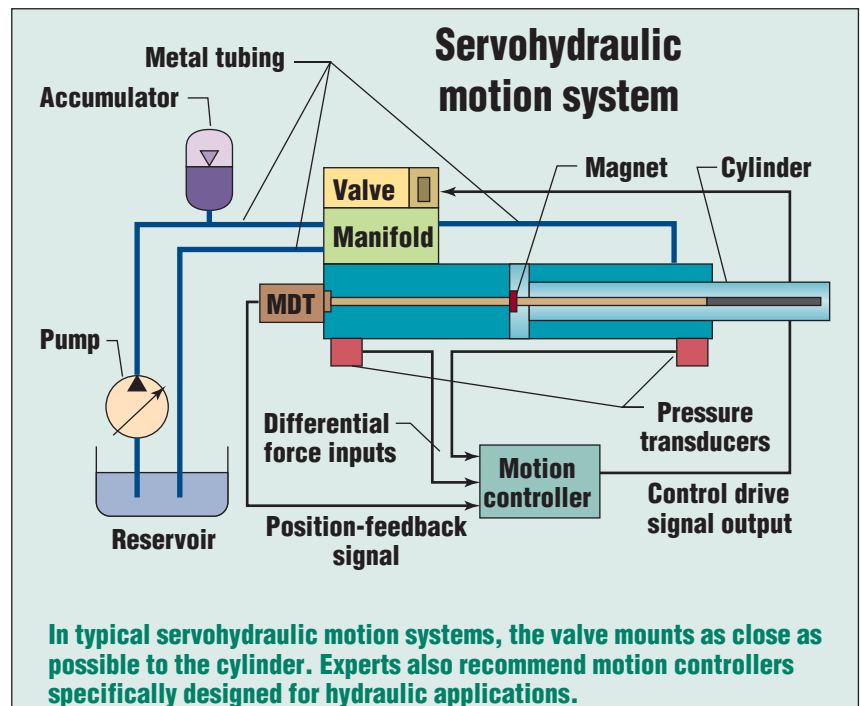 Servohydraulic
motion system
Metal tubing
Accumulator
Magnet
Cylinder
Valve
Manifold
MDT
Pump
Differential
force inputs
Pressure
transducers
Motion
controller
Control drive
signal output
Reservoir
Position-feedback
signal
In typical servohydraulic motion systems, the valve mounts as close as
possible to the cylinder. Experts also recommend motion controllers
specifically designed for hydraulic applications.